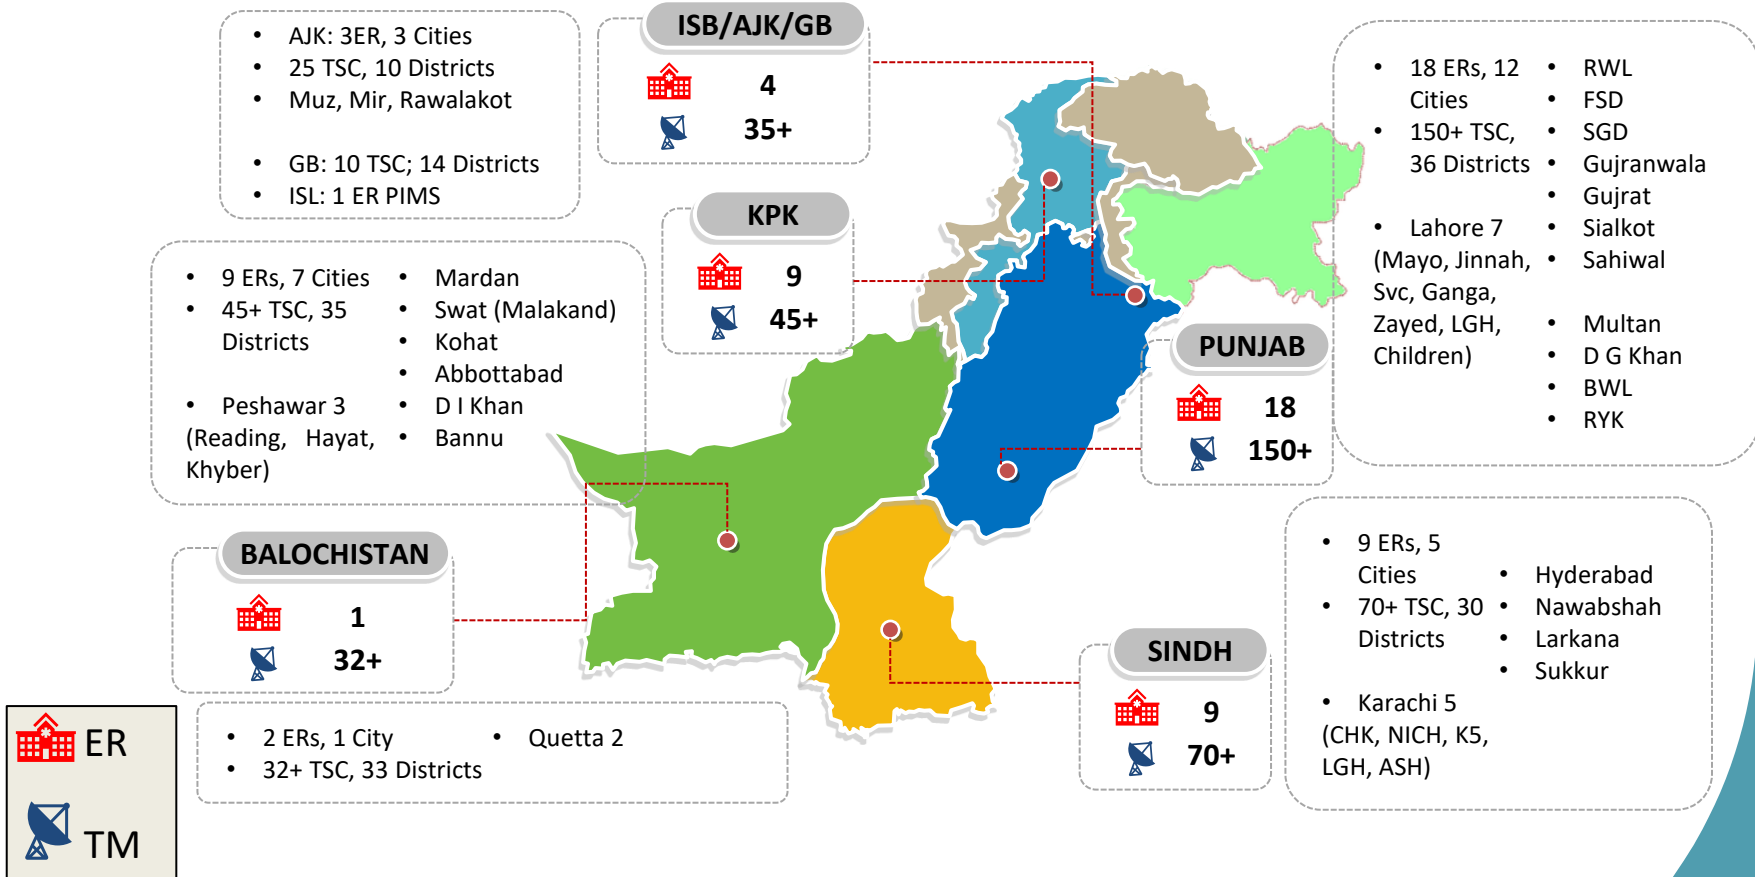 • AJK: 3ER, 3 Cities
• 25 TSC, 10 Districts
• Muz, Mir, Rawalakot
• GB: 10 TSC; 14 Districts
• ISL: 1 ER PIMS
ISB/AJK/GB
4
35+
• 18 ERs, 12
Cities
• 150+ TSC,
36 Districts
• Lahore 7
(Mayo, Jinnah,
Svc, Ganga,
Zayed, LGH,
Children)
• RWL
• FSD
• SGD
• Gujranwala
• Gujrat
• Sialkot
• Sahiwal
• Multan
• D G Khan
• BWL
• RYK
KPK
9
45+
• 9 ERs, 7 Cities
• 45+ TSC, 35
Districts
• Peshawar 3
(Reading, Hayat,
Khyber)
• Mardan
• Swat (Malakand)
• Kohat
• Abbottabad
• D I Khan
• Bannu
PUNJAB
18
150+
BALOCHISTAN
1
32+
• 2 ERs, 1 City
• 32+ TSC, 33 Districts
• Quetta 2
SINDH
9
70+
• 9 ERs, 5
Cities
• 70+ TSC, 30
Districts
• Karachi 5
(CHK, NICH, K5,
LGH, ASH)
• Hyderabad
• Nawabshah
• Larkana
• Sukkur
ER
TM